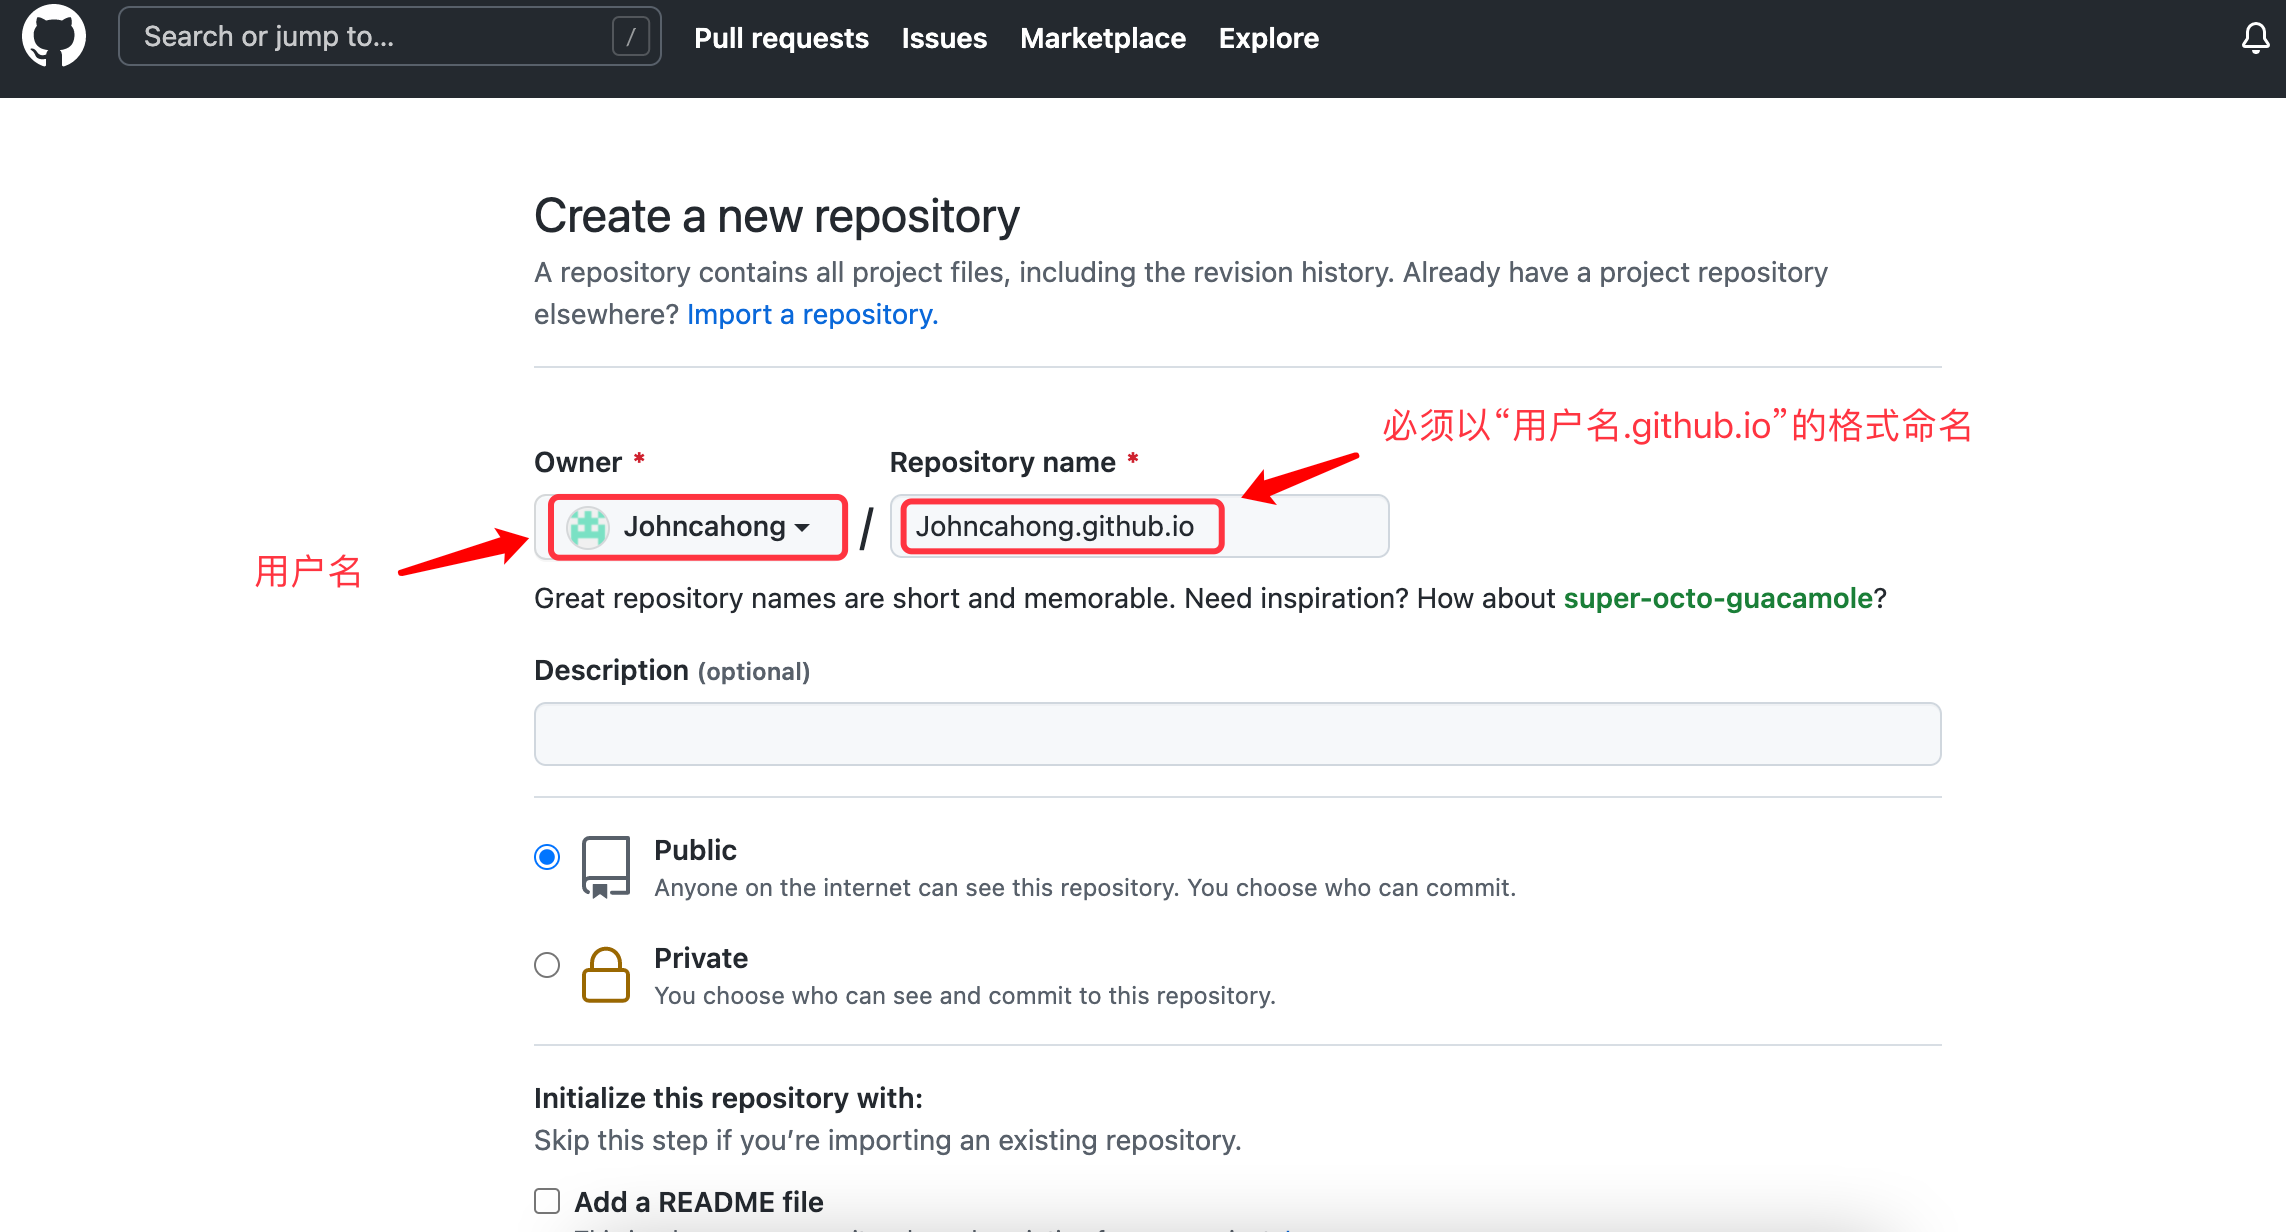 Search or jump to... /
Pull requests Issues Marketplace Explore
Create a new repository
A repository contains all project files, including the revision history. Already have a project repository
elsewhere? Import a repository.
必须以“用户名.github.io”的格式命名
Owner * Repository name *
Johncahong / Johncahong.github.io
用户名
Great repository names are short and memorable. Need inspiration? How about super-octo-guacamole?
Description (optional)
Public
Anyone on the internet can see this repository. You choose who can commit.
Private
You choose who can see and commit to this repository.
Initialize this repository with:
Skip this step if you’re importing an existing repository.
Add a README file